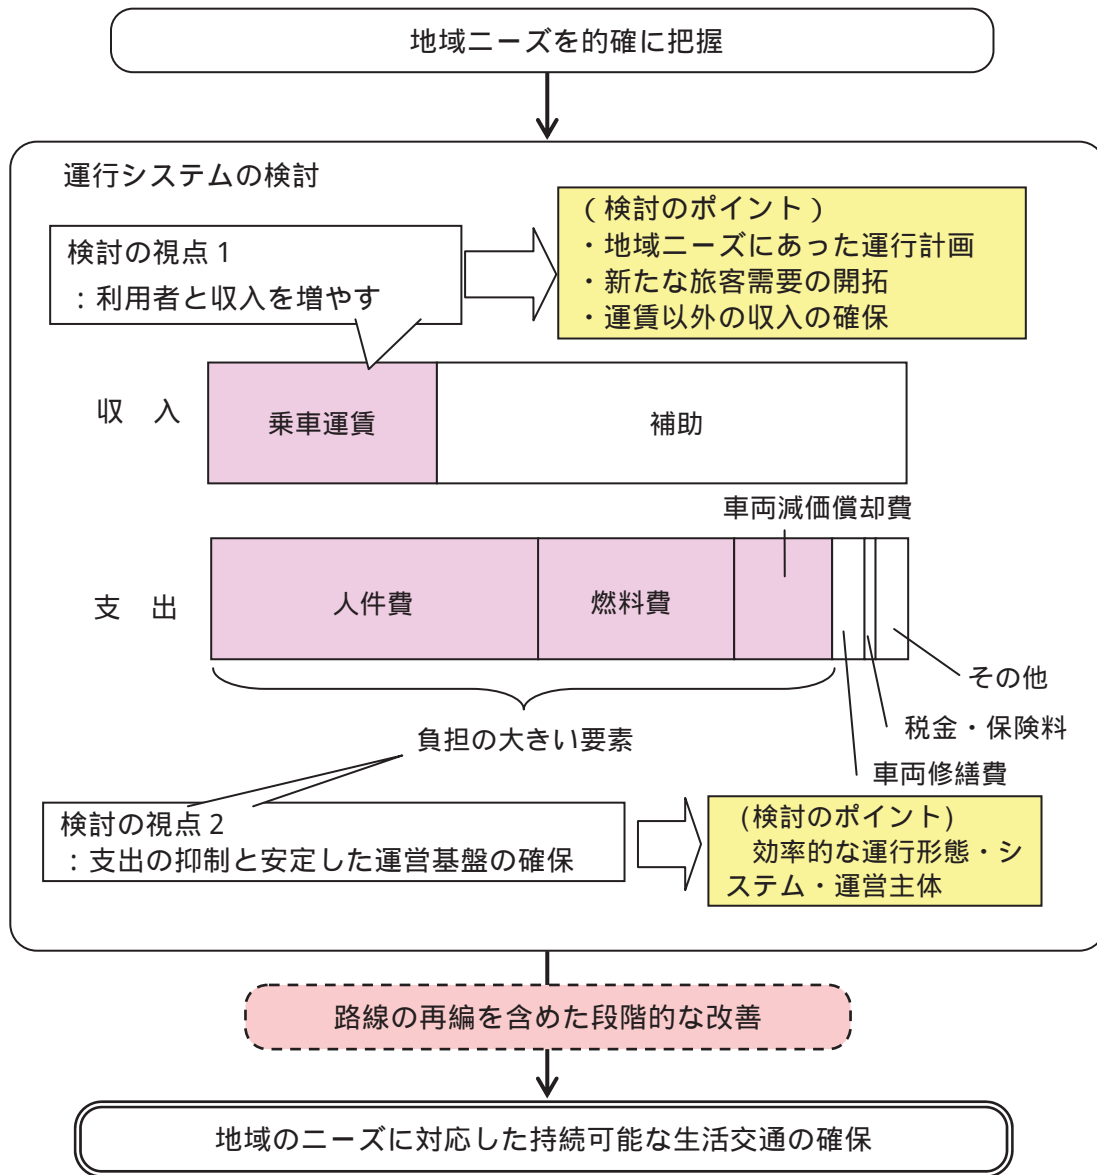 地域ニーズを的確に把握
運行システムの検討
検討の視点1
：利用者と収入を増やす
（検討のポイント）
・地域ニーズにあった運行計画
・新たな旅客需要の開拓
・運賃以外の収入の確保
収　入
乗車運賃
補助
車両減価償却費
支　出
人件費
燃料費
その他
税金・保険料
車両修繕費
負担の大きい要素
検討の視点2
：支出の抑制と安定した運営基盤の確保
(検討のポイント)
効率的な運行形態・シ
ステム・運営主体
路線の再編を含めた段階的な改善
地域のニーズに対応した持続可能な生活交通の確保